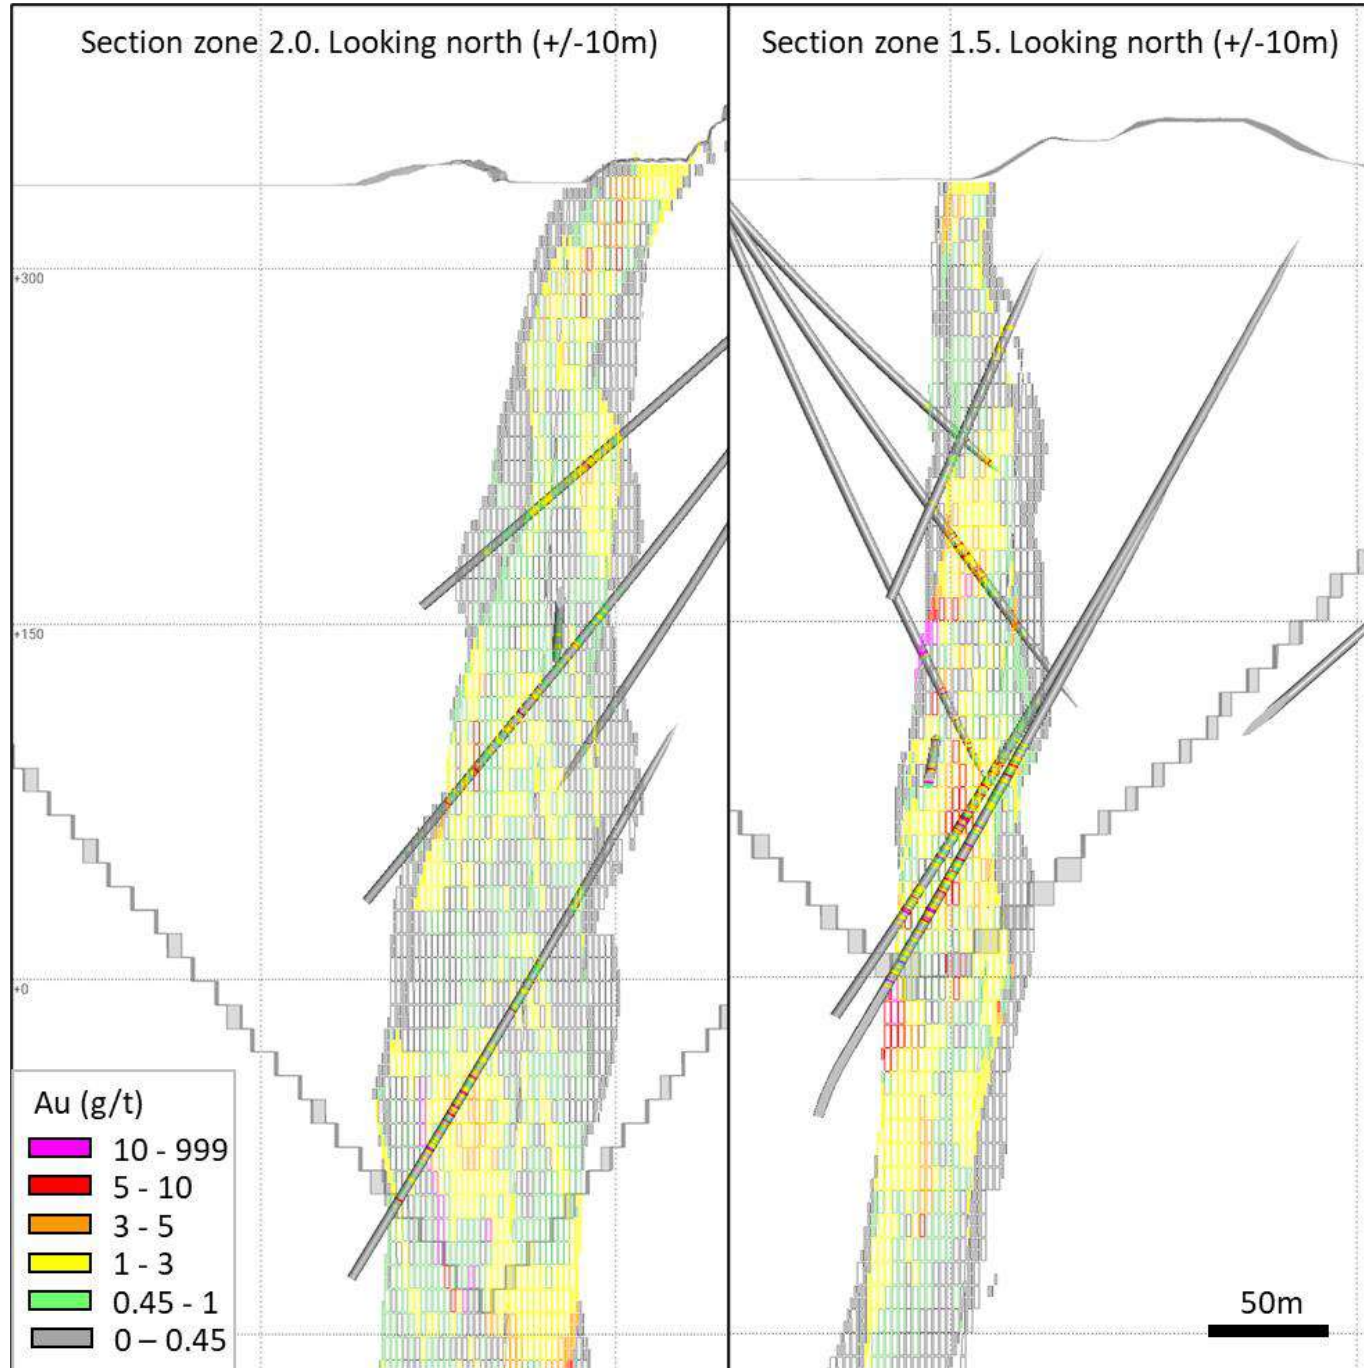 Section zone 2.0. Looking north (+/-10m)
Section zone 1.5. Looking north (+/-10m)
+300
+150
+0
Au (g/t)
10 - 999
5 - 10
3 - 5
1 - 3
0.45 - 1
0 – 0.45
50m